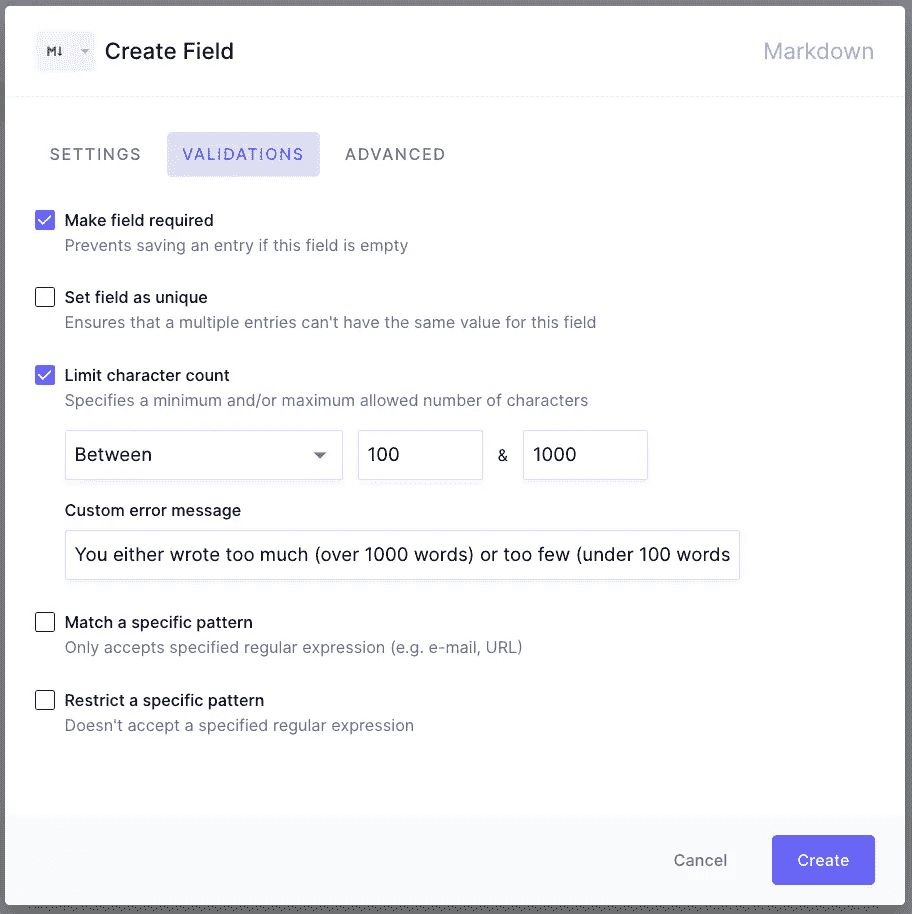 M↓ Create Field Markdown
SETTINGS VALIDATIONS ADVANCED
Make field required
Prevents saving an entry if this field is empty
Set field as unique
Ensures that a multiple entries can't have the same value for this field
Limit character count
Specifies a minimum and/or maximum allowed number of characters
Between 100 & 1000
Custom error message
You either wrote too much (over 1000 words) or too few (under 100 words
Match a specific pattern
Only accepts specified regular expression (e.g. e-mail, URL)
Restrict a specific pattern
Doesn't accept a specified regular expression
Cancel Create